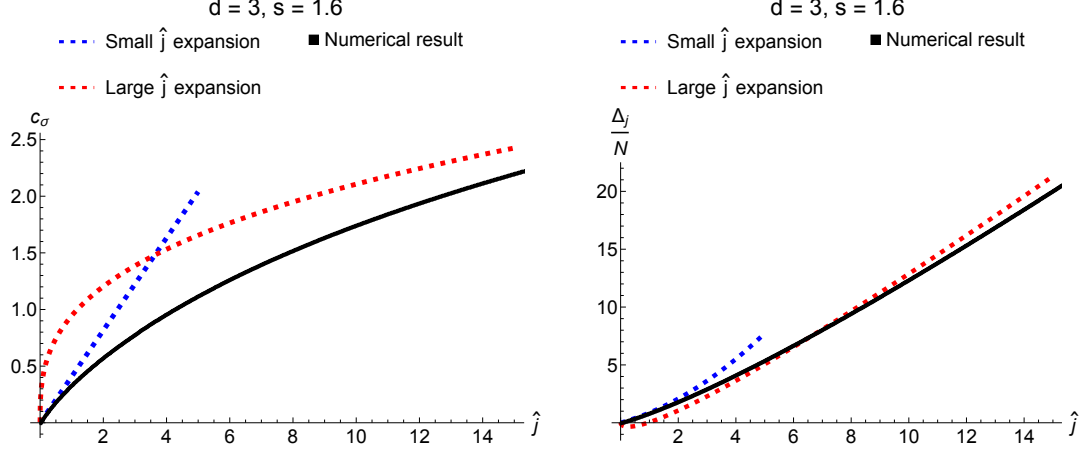 d = 3, s = 1.6
Small ĵ expansion
Numerical result
Large ĵ expansion
c_σ
2.5
2.0
1.5
1.0
0.5
2 4 6 8 10 12 14 ĵ
d = 3, s = 1.6
Small ĵ expansion
Numerical result
Large ĵ expansion
Δ_j
N
20
15
10
5
2 4 6 8 10 12 14 ĵ